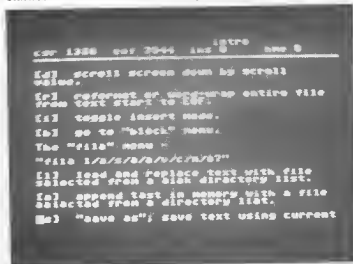 intro
csr 1386 eof 3044 ins 0 hmr 0
[d] scroll screen down by scroll
value.
[r] reformat or word-wrap entire file
from text start to EOF.
[i] toggle insert mode.
[b] go to "block" menu.
The "file" menu
[l] load and replace text with file
selected from a disk directory list.
[a] append text in memory with a file
selected from a directory list.
[s] "save as", save text using current